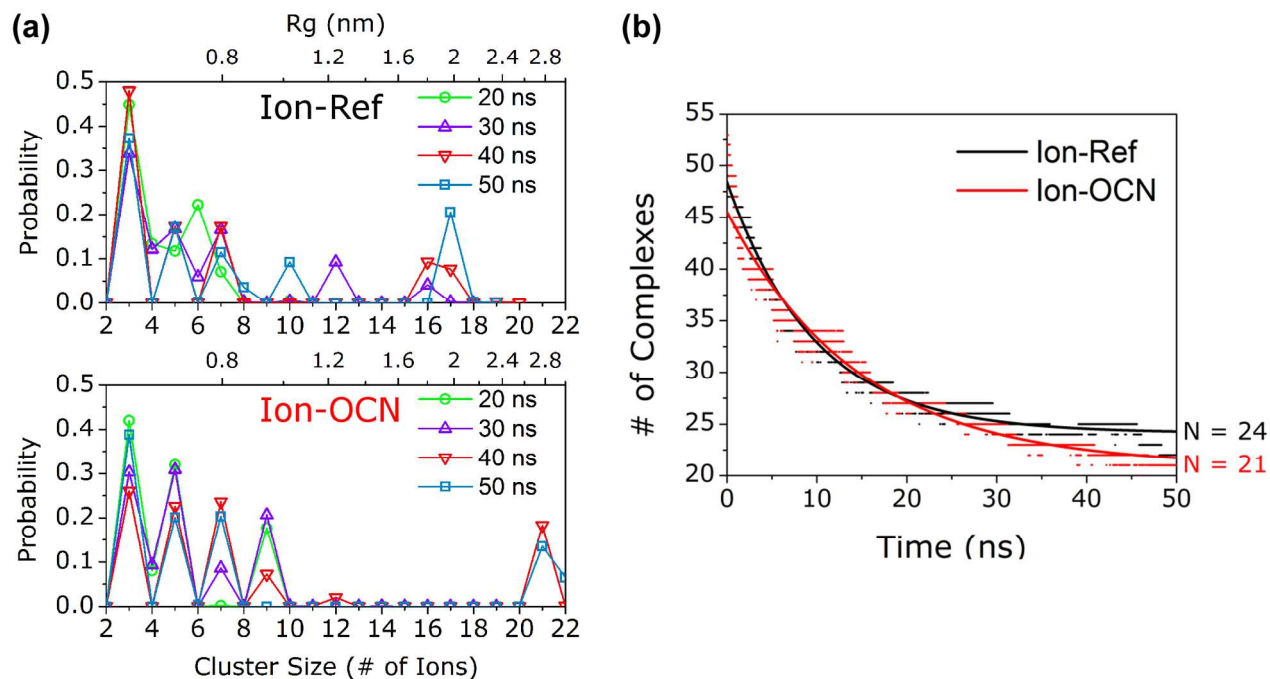 (a)
Rg (nm)
0.8 1.2 1.6 2 2.4 2.8
Ion-Ref
20 ns
30 ns
40 ns
50 ns
Probability
0.5
0.4
0.3
0.2
0.1
0.0
2 4 6 8 10 12 14 16 18 20 22
0.8 1.2 1.6 2 2.4 2.8
Ion-OCN
20 ns
30 ns
40 ns
50 ns
Probability
0.5
0.4
0.3
0.2
0.1
0.0
2 4 6 8 10 12 14 16 18 20 22
Cluster Size (# of Ions)
(b)
# of Complexes
55
50
45
40
35
30
25
20
Ion-Ref
Ion-OCN
N = 24
N = 21
0 10 20 30 40 50
Time (ns)